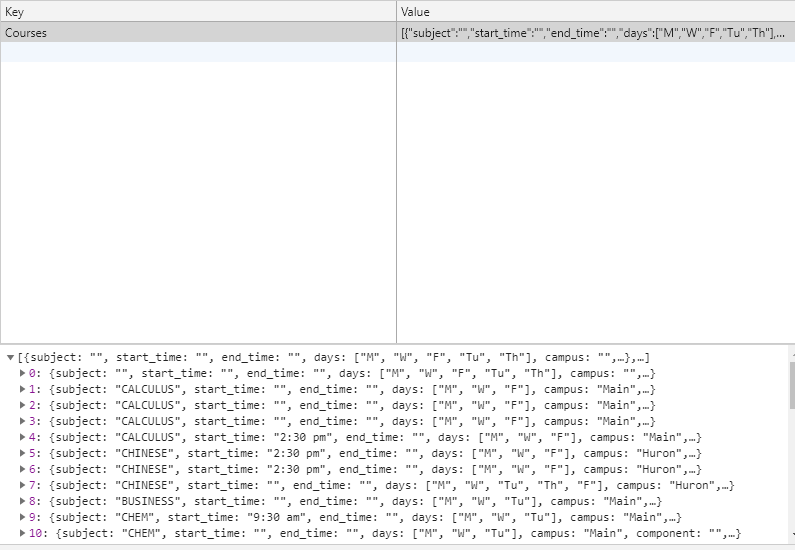 Key Value
Courses [{"subject":"","start_time":"","end_time":"","days":["M","W","F","Tu","Th"],...
[{subject: "", start_time: "", end_time: "", days: ["M", "W", "F", "Tu", "Th"], campus: "",…},…]
0: {subject: "", start_time: "", end_time: "", days: ["M", "W", "F", "Tu", "Th"], campus: "",…}
1: {subject: "CALCULUS", start_time: "", end_time: "", days: ["M", "W", "F"], campus: "Main",…}
2: {subject: "CALCULUS", start_time: "", end_time: "", days: ["M", "W", "F"], campus: "Main",…}
3: {subject: "CALCULUS", start_time: "", end_time: "", days: ["M", "W", "F"], campus: "Main",…}
4: {subject: "CALCULUS", start_time: "2:30 pm", end_time: "", days: ["M", "W", "F"], campus: "Main",…}
5: {subject: "CHINESE", start_time: "2:30 pm", end_time: "", days: ["M", "W", "F"], campus: "Huron",…}
6: {subject: "CHINESE", start_time: "2:30 pm", end_time: "", days: ["M", "W", "F"], campus: "Huron",…}
7: {subject: "CHINESE", start_time: "", end_time: "", days: ["M", "W", "Tu", "Th", "F"], campus: "Huron",…}
8: {subject: "BUSINESS", start_time: "", end_time: "", days: ["M", "W", "Tu"], campus: "Main",…}
9: {subject: "CHEM", start_time: "9:30 am", end_time: "", days: ["M", "W", "Tu"], campus: "Main",…}
10: {subject: "CHEM", start_time: "", end_time: "", days: ["M", "W", "Tu"], campus: "Main", component: "",…}